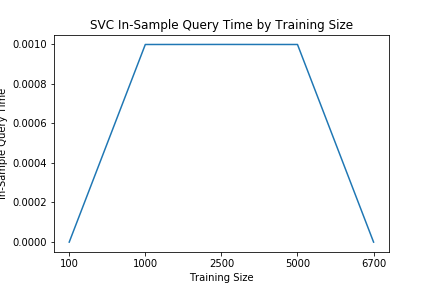 SVC In-Sample Query Time by Training Size
0.0010
0.0008
0.0006
0.0004
0.0002
0.0000
In-Sample Query Time
100 1000 2500 5000 6700
Training Size